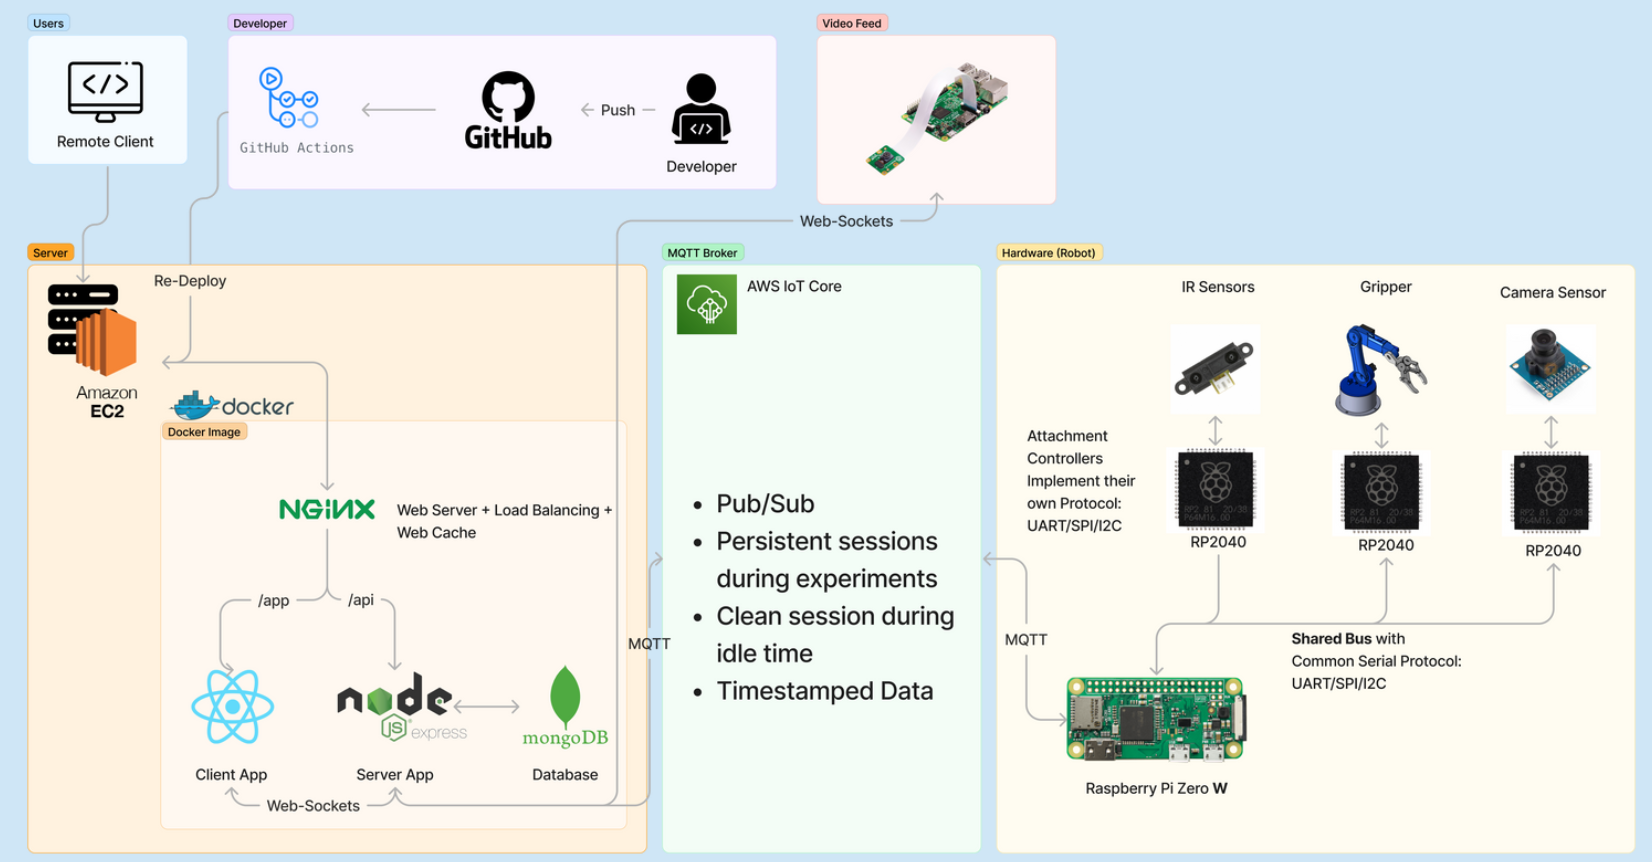 Users
Remote Client
Developer
GitHub Actions
GitHub
Push
Developer
Video Feed
Web-Sockets
Server
Re-Deploy
Amazon
EC2
docker
Docker Image
NGINX
Web Server + Load Balancing +
Web Cache
/app
/api
Client App
node
JS
express
Server App
mongoDB
Database
Web-Sockets
MQTT
MQTT Broker
AWS IoT Core
• Pub/Sub
• Persistent sessions
during experiments
• Clean session during
idle time
• Timestamped Data
MQTT
Hardware (Robot)
IR Sensors
Gripper
Camera Sensor
Attachment
Controllers
Implement their
own Protocol:
UART/SPI/I2C
RP2040
RP2040
RP2040
Shared Bus with
Common Serial Protocol:
UART/SPI/I2C
Raspberry Pi Zero W